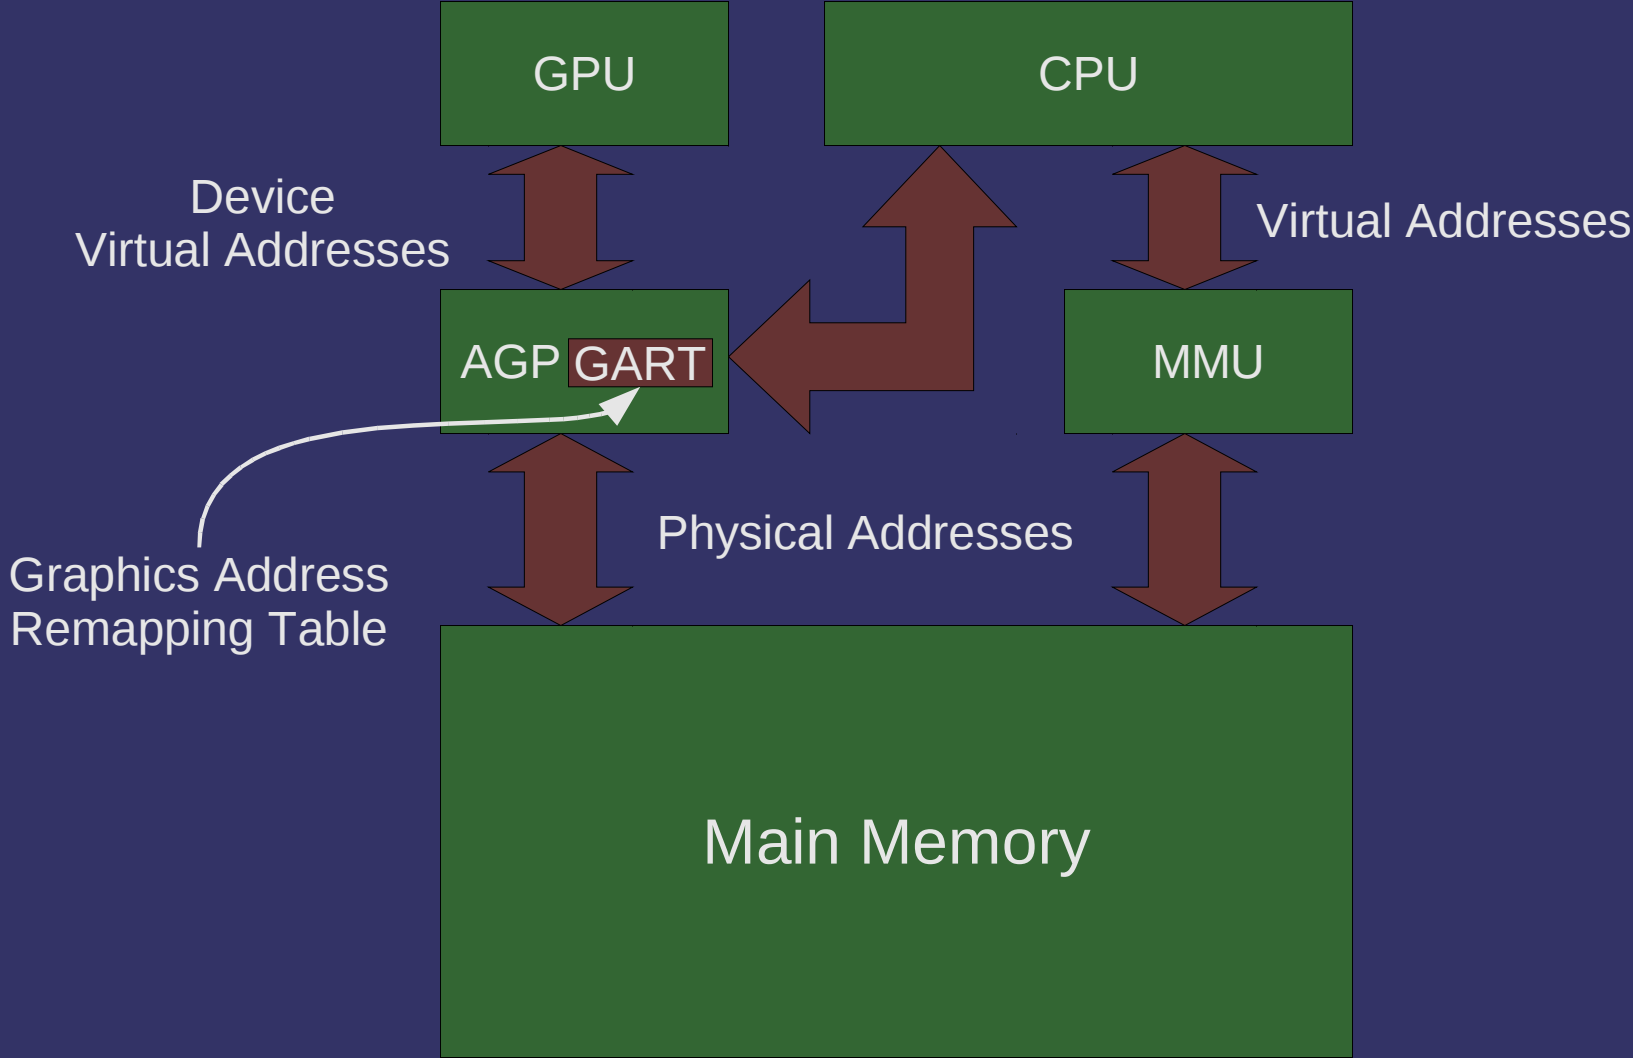 GPU
CPU
Device
Virtual Addresses
Virtual Addresses
AGP GART
MMU
Physical Addresses
Graphics Address
Remapping Table
Main Memory